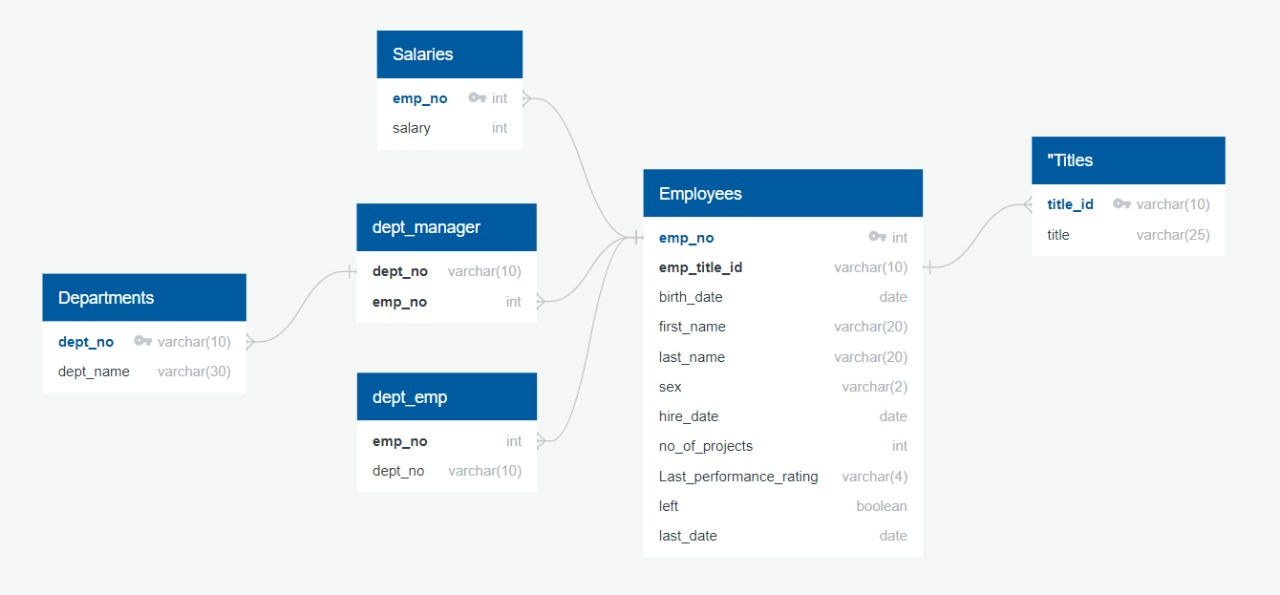 Salaries
emp_no int
salary int
dept_manager
dept_no varchar(10)
emp_no int
Departments
dept_no varchar(10)
dept_name varchar(30)
dept_emp
emp_no int
dept_no varchar(10)
Employees
emp_no int
emp_title_id varchar(10)
birth_date date
first_name varchar(20)
last_name varchar(20)
sex varchar(2)
hire_date date
no_of_projects int
Last_performance_rating varchar(4)
left boolean
last_date date
"Titles
title_id varchar(10)
title varchar(25)